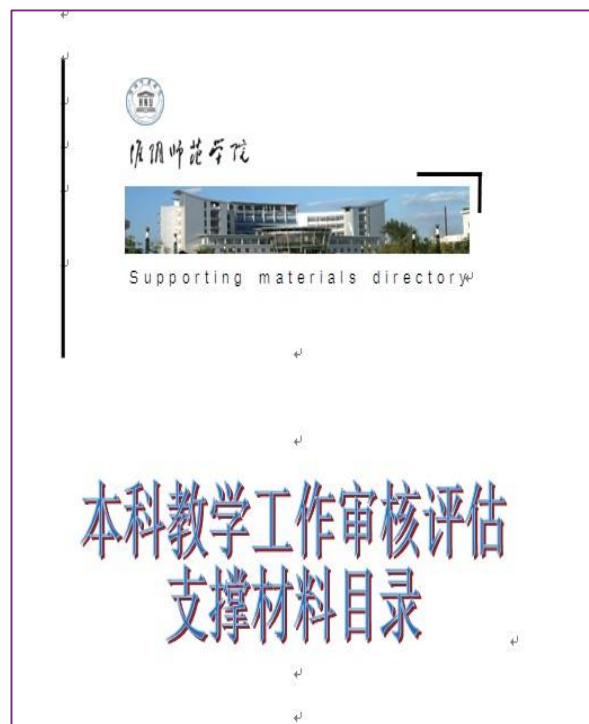 HNU
淮阴师范学院
Supporting materials directory
本科教学工作审核评估
支撑材料目录